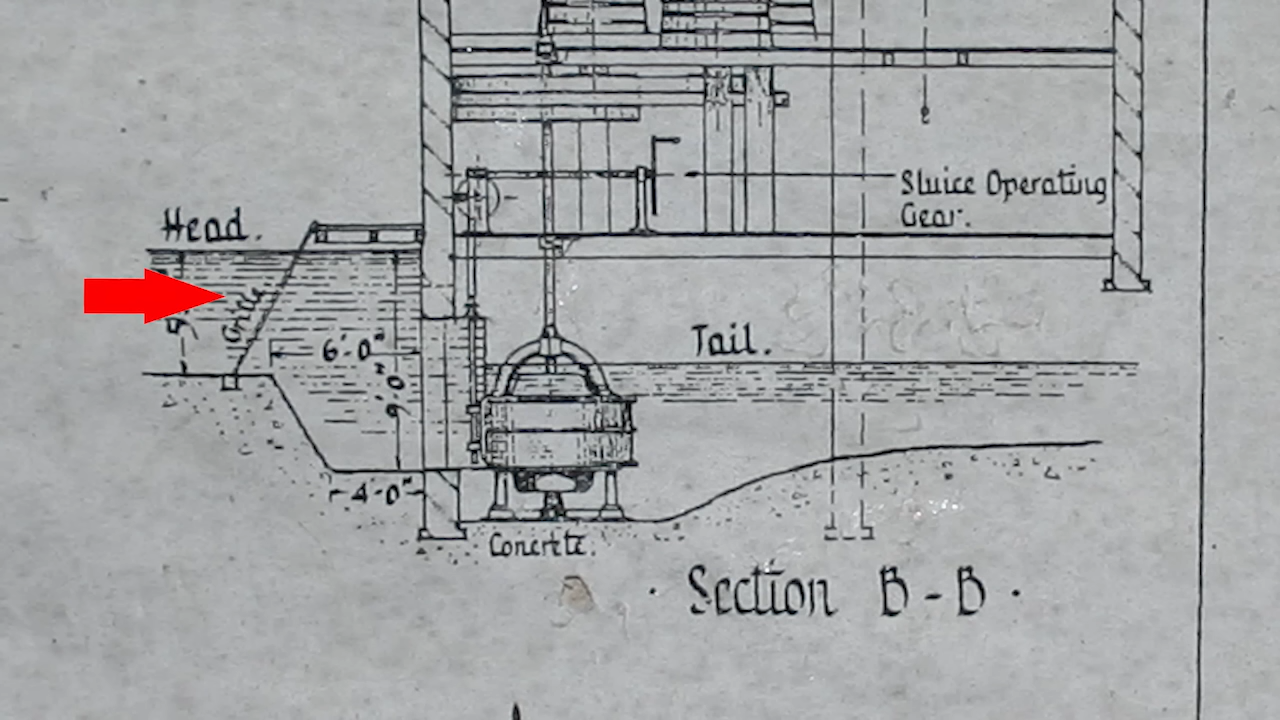 Sluice Operating
Gear.
Head.
Grille
6'-0"
9'-0"
Tail.
4'-0"
Concrete.
· Section B - B ·